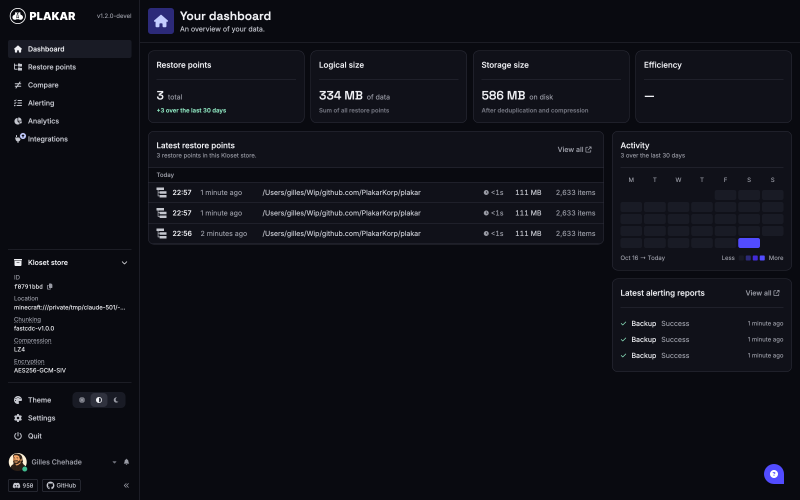 PLAKAR
v1.2.0-devel
Dashboard
Restore points
Compare
Alerting
Analytics
Integrations
Kloset store
ID
f0791bbd
Location
minecraft:///private/tmp/claude-501/-...
Chunking
fastcdc-v1.0.0
Compression
LZ4
Encryption
AES256-GCM-SIV
Theme
Settings
Quit
Gilles Chehade
958
GitHub
Your dashboard
An overview of your data.
Restore points
3 total
+3 over the last 30 days
Logical size
334 MB of data
Sum of all restore points
Storage size
586 MB on disk
After deduplication and compression
Efficiency
—
Latest restore points
3 restore points in this Kloset store.
View all
Today
22:57 1 minute ago /Users/gilles/Wip/github.com/PlakarKorp/plakar <1s 111 MB 2,633 items
22:57 1 minute ago /Users/gilles/Wip/github.com/PlakarKorp/plakar <1s 111 MB 2,633 items
22:56 2 minutes ago /Users/gilles/Wip/github.com/PlakarKorp/plakar <1s 111 MB 2,633 items
Activity
3 over the last 30 days
M T W T F S S
Oct 16 → Today
Less More
Latest alerting reports
View all
Backup Success 1 minute ago
Backup Success 1 minute ago
Backup Success 1 minute ago